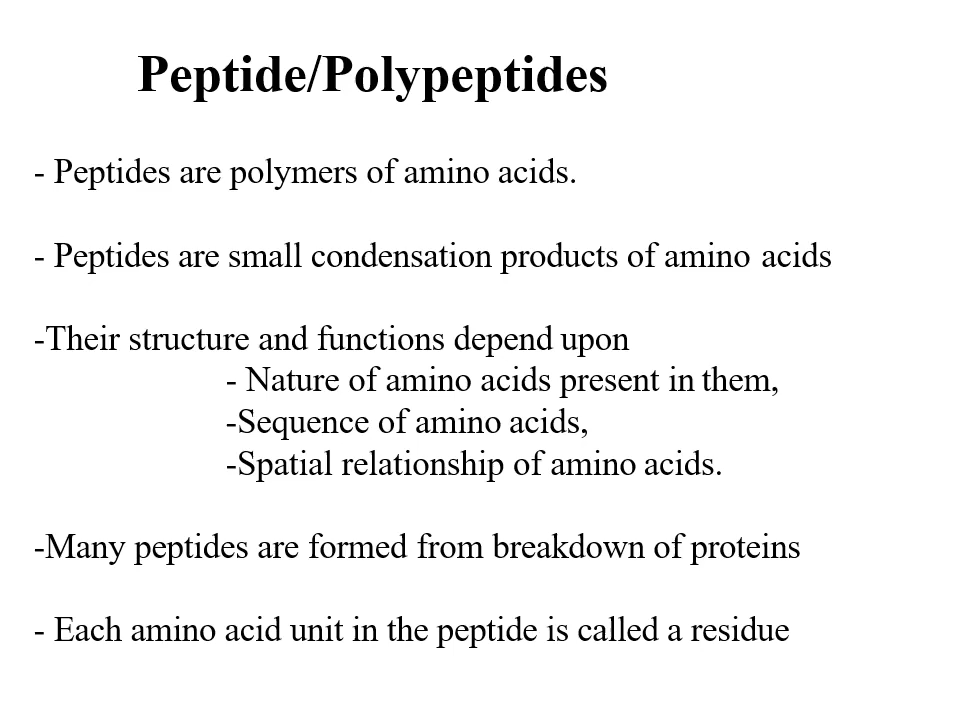 Peptide/Polypeptides
- Peptides are polymers of amino acids.
- Peptides are small condensation products of amino acids
-Their structure and functions depend upon
- Nature of amino acids present in them,
-Sequence of amino acids,
-Spatial relationship of amino acids.
-Many peptides are formed from breakdown of proteins
- Each amino acid unit in the peptide is called a residue